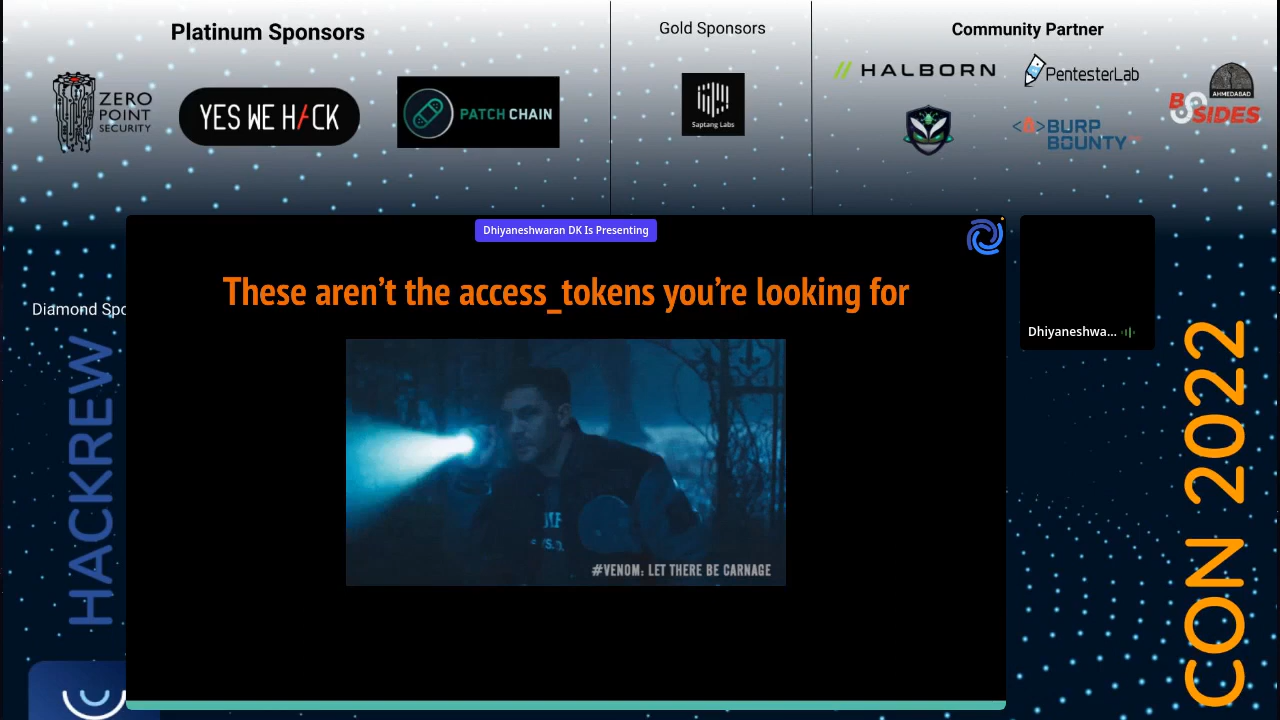 Platinum Sponsors
Gold Sponsors
Community Partner
ZERO
POINT
SECURITY
YES WE H/CK
PATCH CHAIN
Saptang Labs
HALBORN
PentesterLab
AHMEDABAD
BSIDES
BURP
BOUNTY
Dhiyaneshwaran DK Is Presenting
These aren’t the access_tokens you’re looking for
Dhiyaneshwa...
Diamond Spo
HACKREW
CON 2022
#VENOM: LET THERE BE CARNAGE